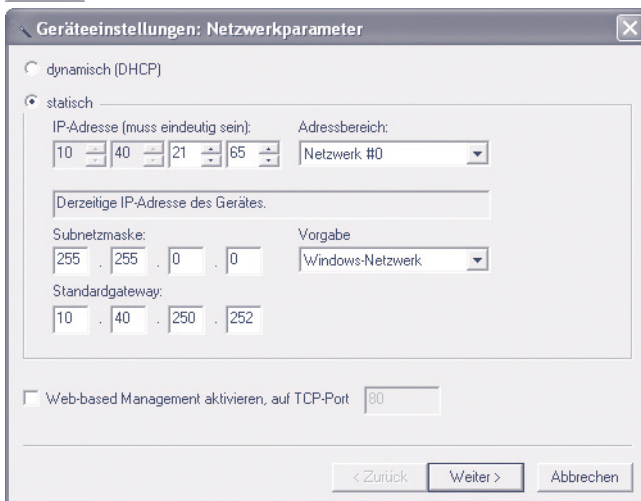 Geräteeinstellungen: Netzwerkparameter
dynamisch (DHCP)
statisch
IP-Adresse (muss eindeutig sein): Adressbereich:
10 40 21 65 Netzwerk #0
Derzeitige IP-Adresse des Gerätes.
Subnetzmaske: Vorgabe
255 . 255 . 0 . 0 Windows-Netzwerk
Standardgateway:
10 . 40 . 250 . 252
Web-based Management aktivieren, auf TCP-Port 80
< Zurück Weiter > Abbrechen